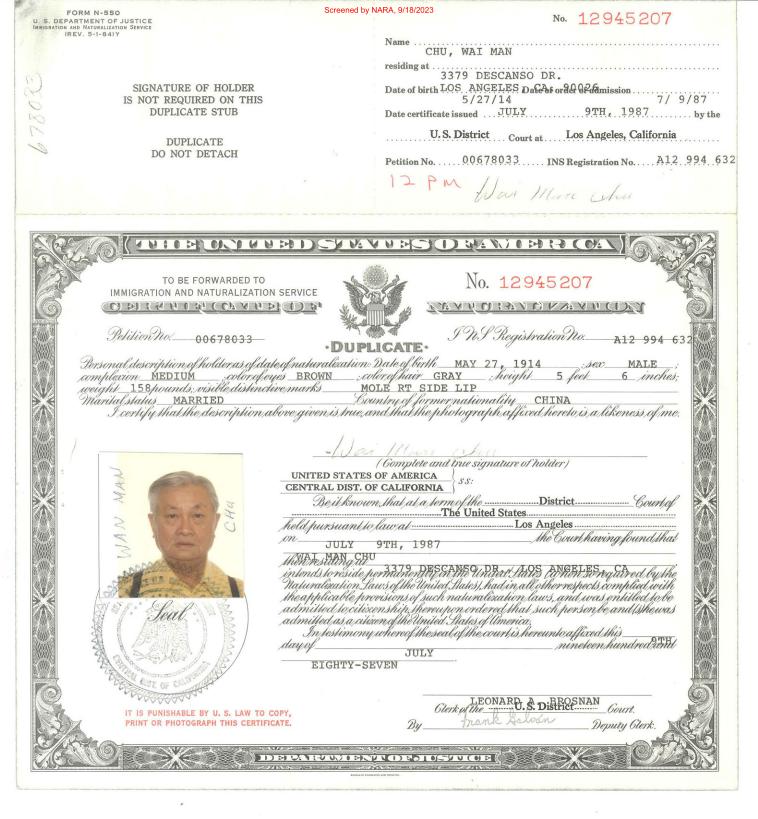 Screened by NARA, 9/18/2023
FORM N-550
U. S. DEPARTMENT OF JUSTICE
IMMIGRATION AND NATURALIZATION SERVICE
(REV. 5-1-84)Y
No. 12945207
Name CHU, WAI MAN
residing at
3379 DESCANSO DR.
LOS ANGELES, CA. 90026
Date of birth 5/27/14 Date of order of admission 7/ 9/87
Date certificate issued JULY 9TH, 1987 by the
U.S. District Court at Los Angeles, California
Petition No. 00678033 INS Registration No. A12 994 632
12 PM
Wai Man Chu
678033
SIGNATURE OF HOLDER
IS NOT REQUIRED ON THIS
DUPLICATE STUB
DUPLICATE
DO NOT DETACH
THE UNITED STATES OF AMERICA
TO BE FORWARDED TO
IMMIGRATION AND NATURALIZATION SERVICE
No. 12945207
CERTIFICATE OF NATURALIZATION
Petition No. 00678033
I N S Registration No. A12 994 632
·DUPLICATE·
Personal description of holder as of date of naturalization: Date of birth MAY 27, 1914 ; sex MALE ;
complexion MEDIUM color of eyes BROWN ; color of hair GRAY ; height 5 feet 6 inches;
weight 158 pounds; visible distinctive marks MOLE RT SIDE LIP
Marital status MARRIED Country of former nationality CHINA
I certify that the description above given is true, and that the photograph affixed hereto is a likeness of me.
Wai Man Chu
(Complete and true signature of holder)
WAN MAN
CHU
UNITED STATES OF AMERICA
CENTRAL DIST. OF CALIFORNIA
ss:
Be it known, that at a term of the District Court of
The United States
held pursuant to law at Los Angeles
on JULY 9TH, 1987 the Court having found that
WAI MAN CHU
then residing at 3379 DESCANSO DR., LOS ANGELES, CA
intends to reside permanently in the United States (when so required by the
Naturalization Laws of the United States), had in all other respects complied with
the applicable provisions of such naturalization laws, and was entitled to be
admitted to citizenship, thereupon ordered that such person be and (s)he was
admitted as a citizen of the United States of America.
In testimony whereof the seal of the court is hereunto affixed this 9TH
day of JULY nineteen hundred and
EIGHTY-SEVEN
Seal
CENTRAL DIST. OF CALIFORNIA
IT IS PUNISHABLE BY U. S. LAW TO COPY,
PRINT OR PHOTOGRAPH THIS CERTIFICATE.
LEONARD A. BROSNAN
Clerk of the U.S. District Court.
By Deputy Clerk.
DEPARTMENT OF JUSTICE